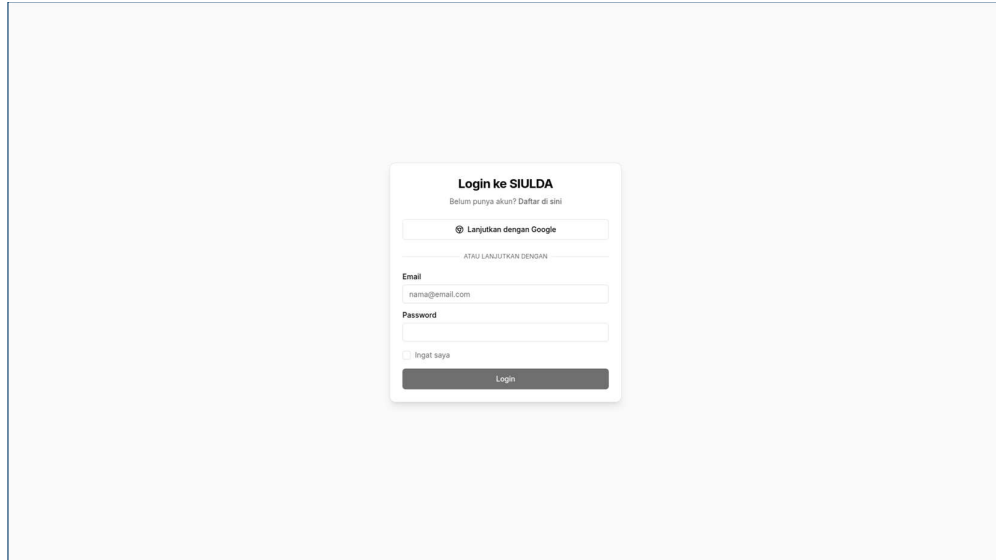 Login ke SIULDA
Belum punya akun? Daftar di sini
Lanjutkan dengan Google
ATAU LANJUTKAN DENGAN
Email
nama@email.com
Password
Ingat saya
Login